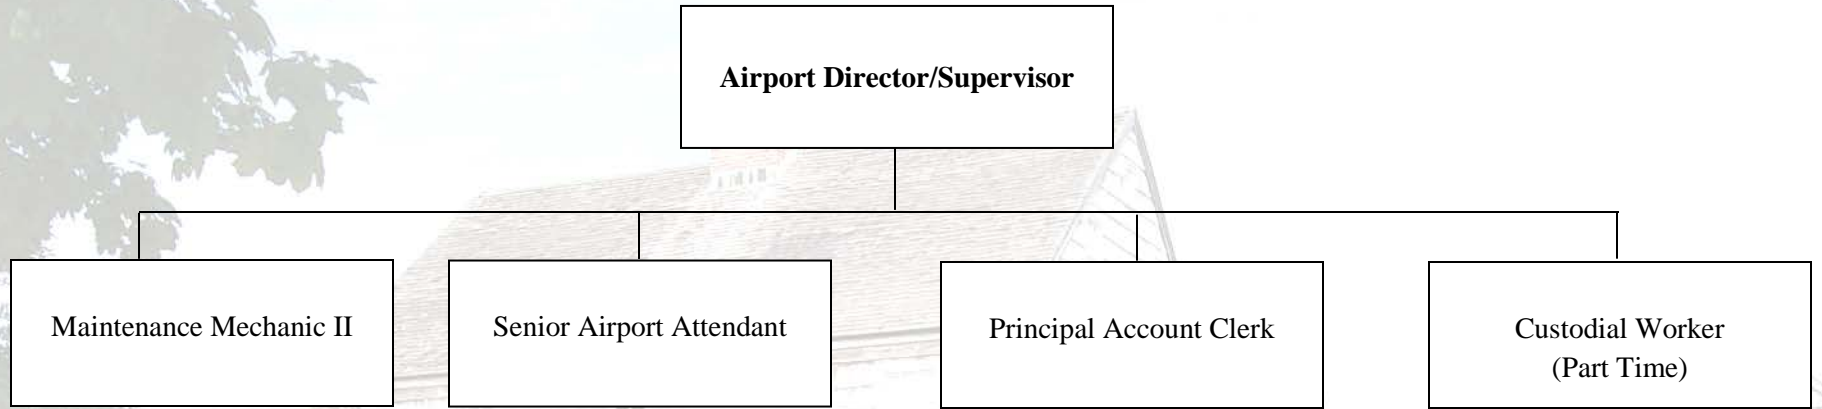 Airport Director/Supervisor
Maintenance Mechanic II
Senior Airport Attendant
Principal Account Clerk
Custodial Worker
(Part Time)